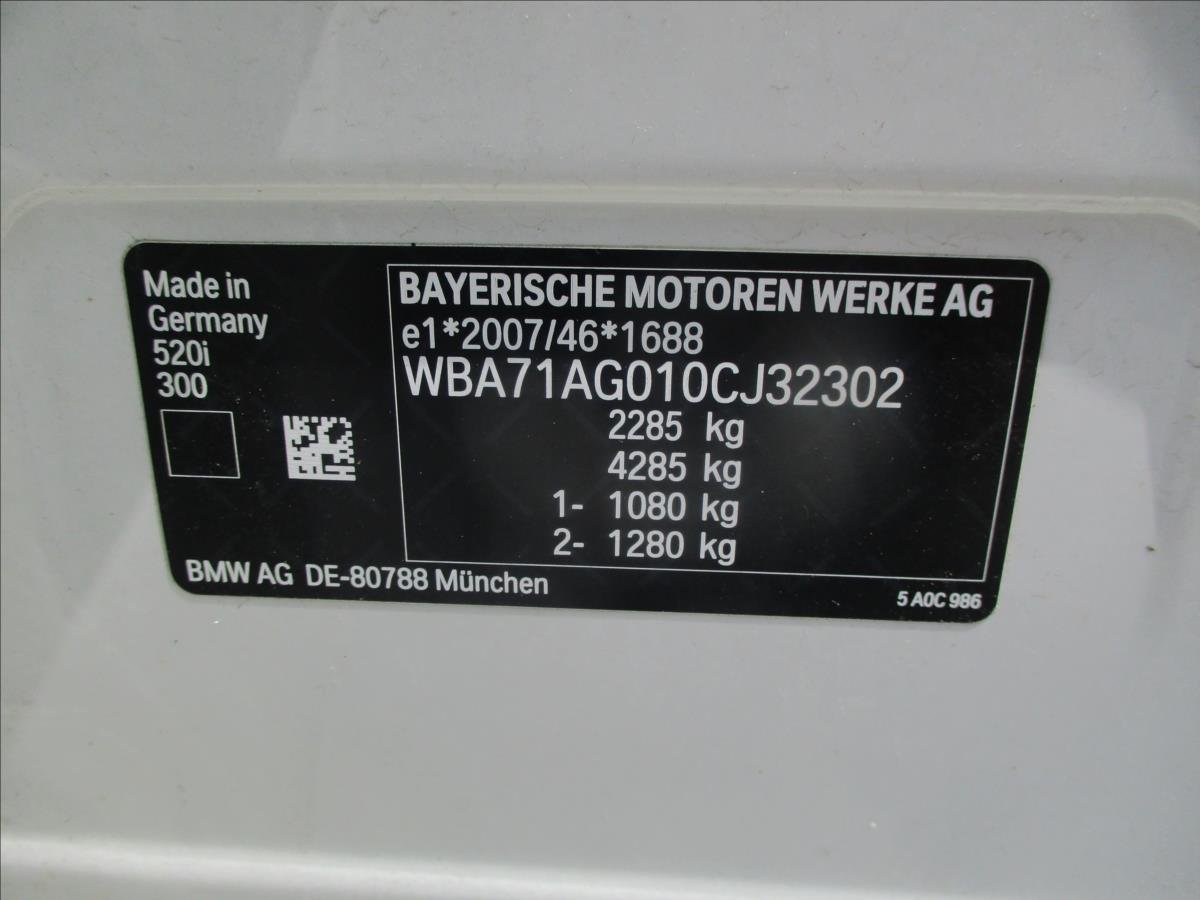 Made in
Germany
520i
300
BAYERISCHE MOTOREN WERKE AG
e1*2007/46*1688
WBA71AG010CJ32302
2285 kg
4285 kg
1- 1080 kg
2- 1280 kg
BMW AG DE-80788 München
5 A0C 986